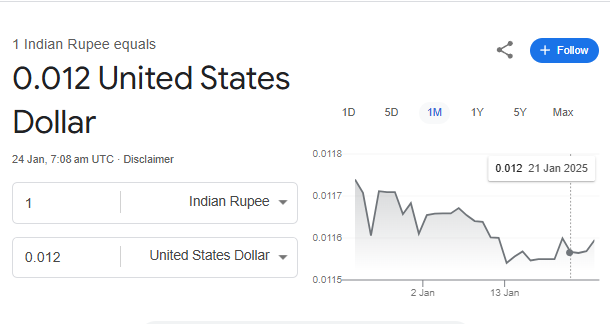 1 Indian Rupee equals
0.012 United States
Dollar
24 Jan, 7:08 am UTC · Disclaimer
1 Indian Rupee
0.012 United States Dollar
+ Follow
1D 5D 1M 1Y 5Y Max
0.0118
0.012 21 Jan 2025
0.0117
0.0116
0.0115
2 Jan 13 Jan